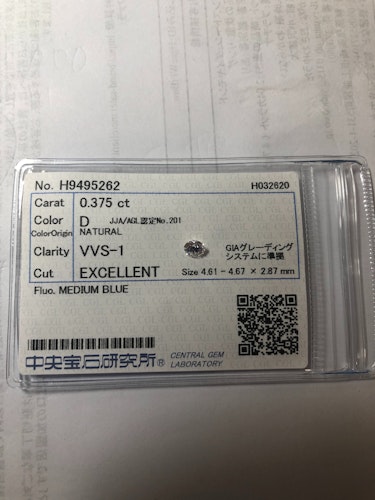 No. H9495262 H032620
Carat 0.375 ct
Color D JJA/AGL認定No.201
ColorOrigin NATURAL
Clarity VVS-1 GIAグレーディング
システムに準拠
Cut EXCELLENT Size 4.61 - 4.67 × 2.87 mm
Fluo. MEDIUM BLUE
中央宝石研究所® CENTRAL GEM
LABORATORY